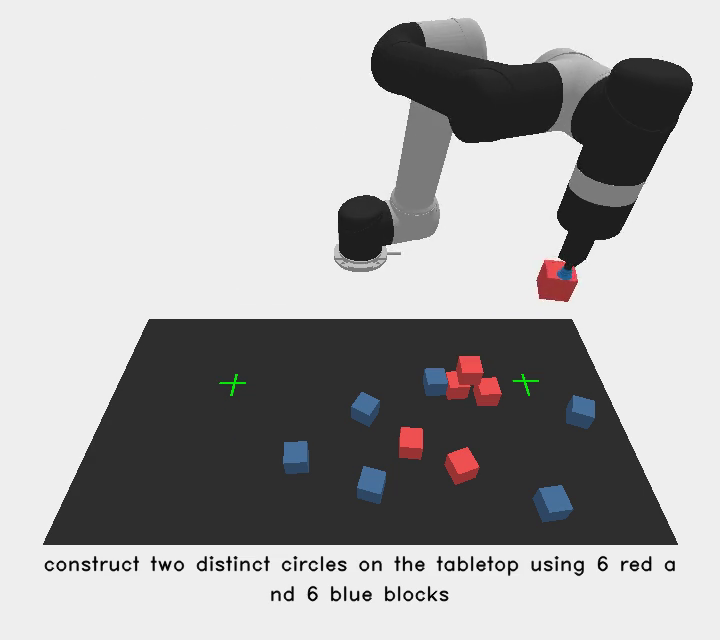 construct two distinct circles on the tabletop using 6 red a
nd 6 blue blocks